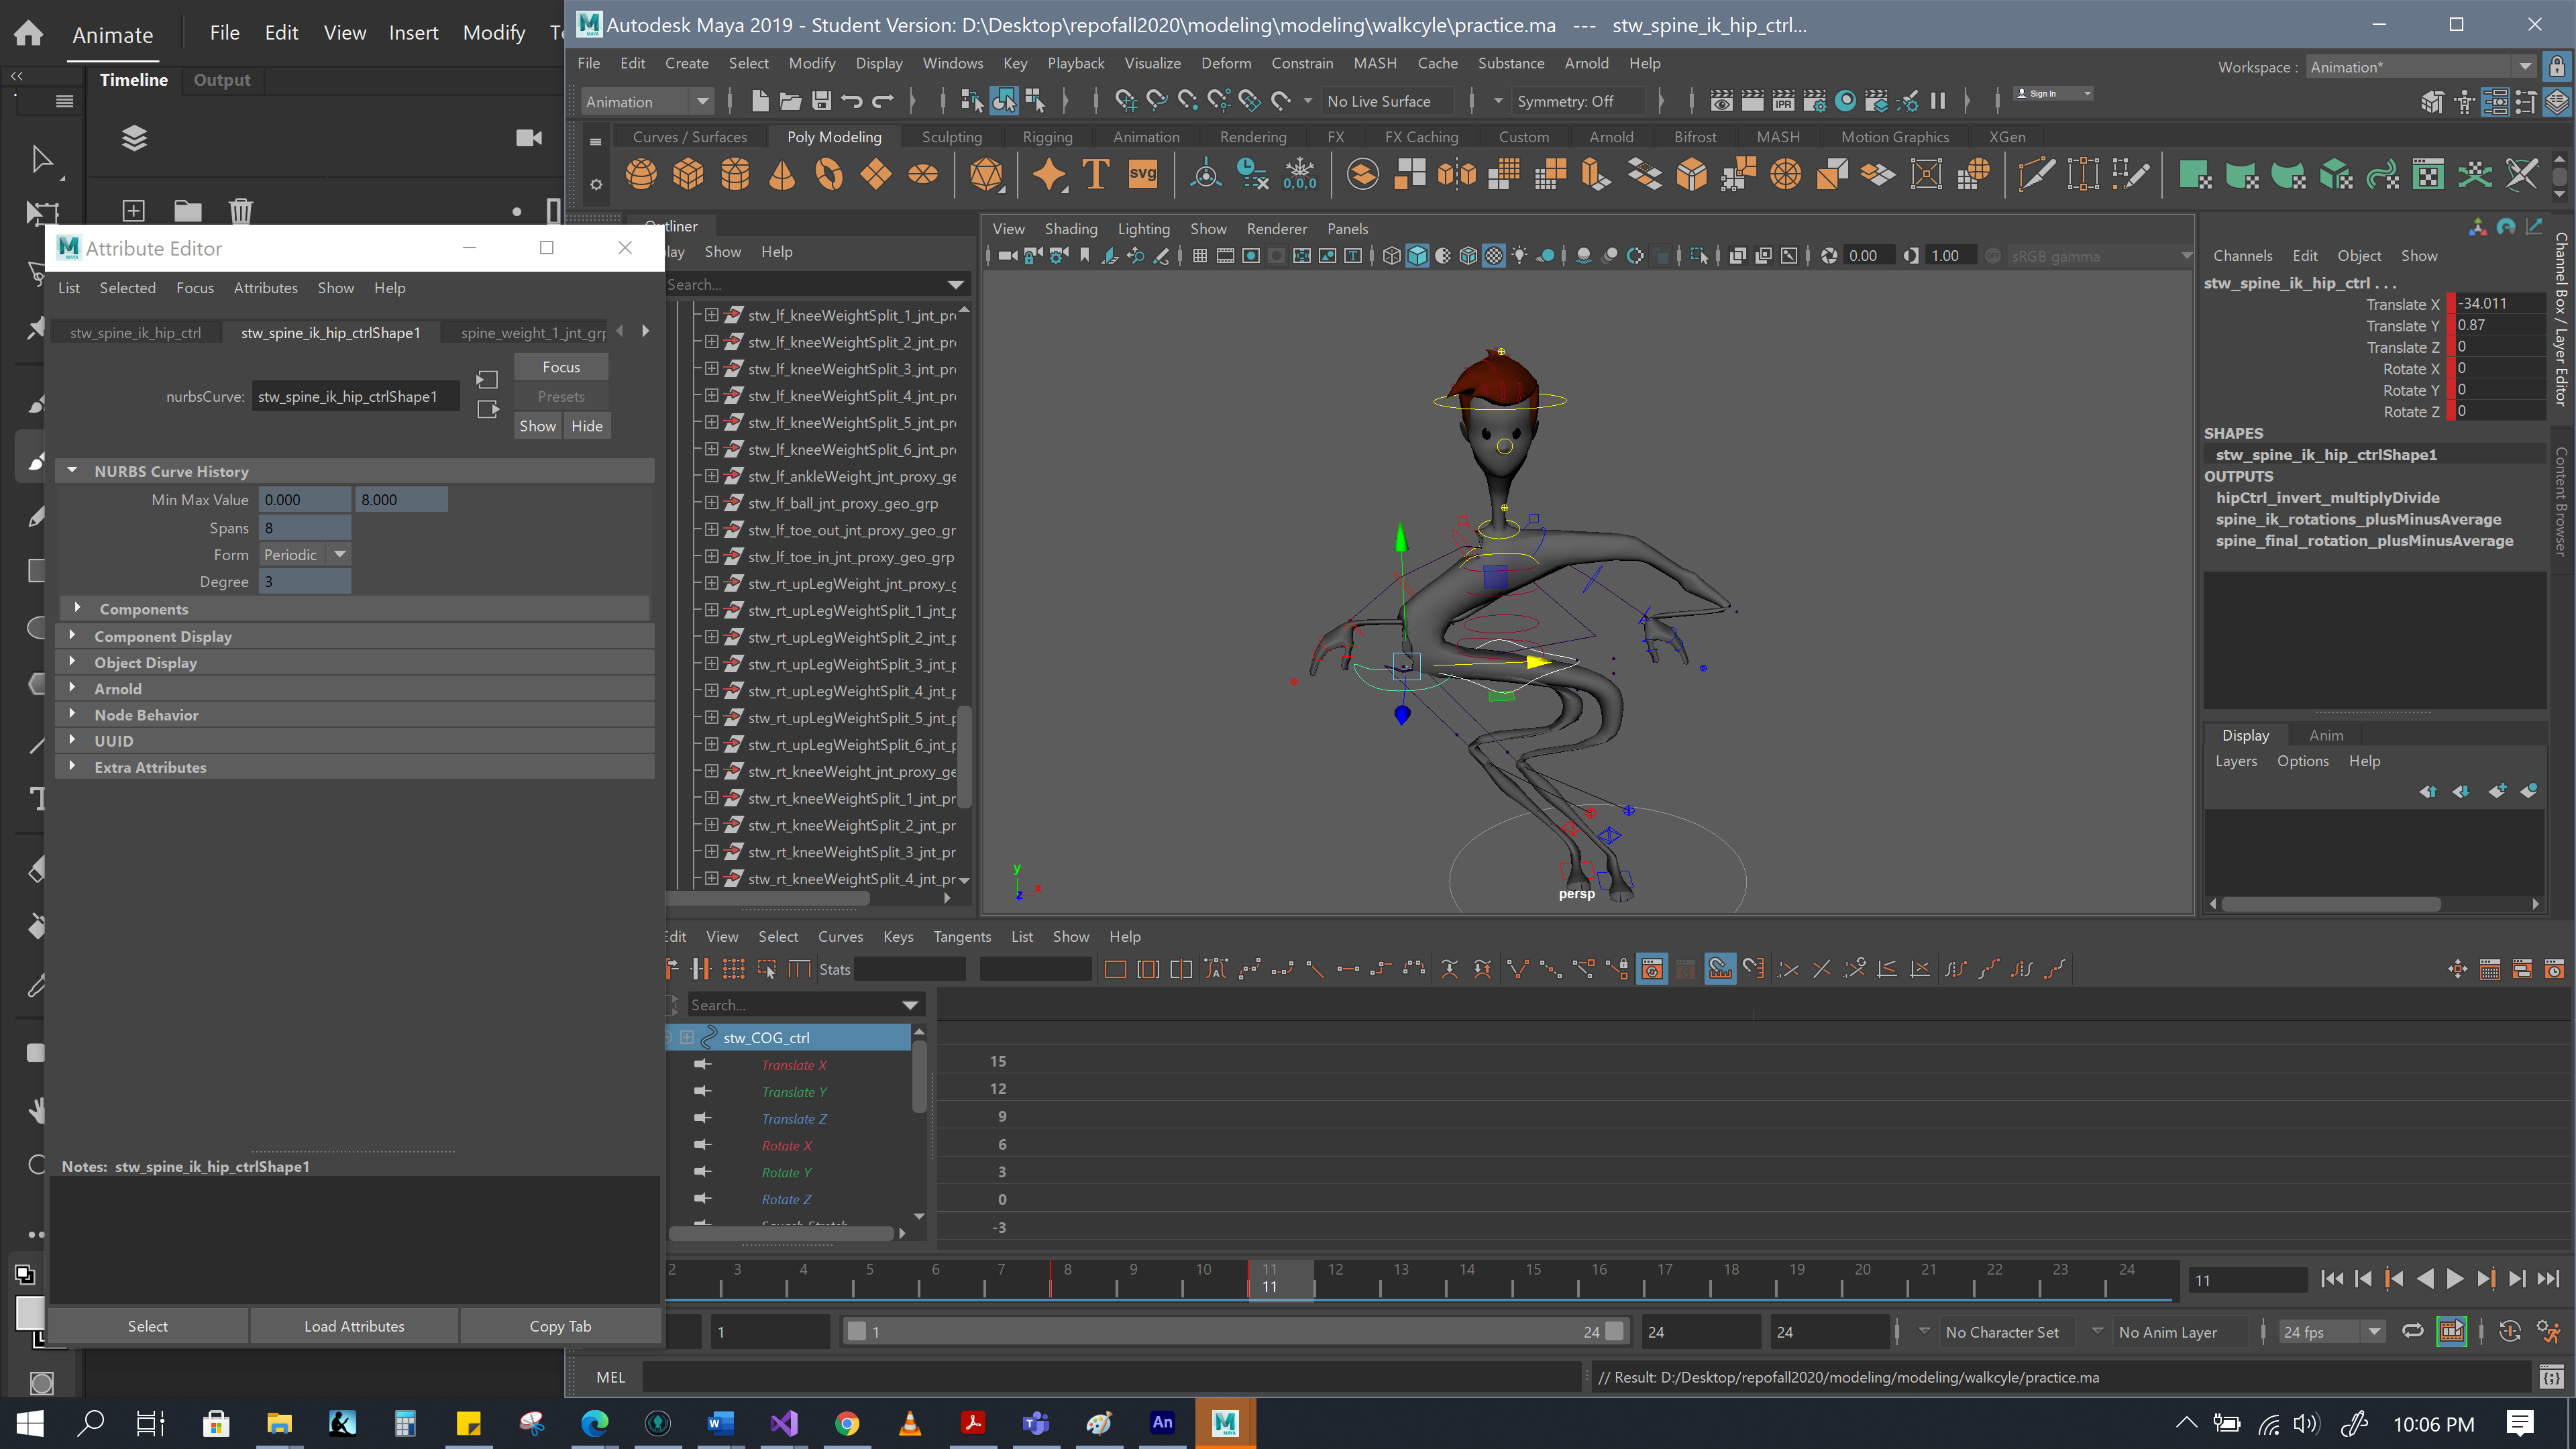 Animate
File Edit View Insert Modify Te
Timeline Output
Autodesk Maya 2019 - Student Version: D:\Desktop\repofall2020\modeling\modeling\walkcyle\practice.ma --- stw_spine_ik_hip_ctrl...
File Edit Create Select Modify Display Windows Key Playback Visualize Deform Constrain MASH Cache Substance Arnold Help
Workspace : Animation*
Animation
No Live Surface
Symmetry: Off
IPR
Sign In
Curves / Surfaces Poly Modeling Sculpting Rigging Animation Rendering FX FX Caching Custom Arnold Bifrost MASH Motion Graphics XGen
T
svg
0,0,0
utliner
lay Show Help
Search...
stw_lf_kneeWeightSplit_1_jnt_pr
stw_lf_kneeWeightSplit_2_jnt_pr
stw_lf_kneeWeightSplit_3_jnt_pr
stw_lf_kneeWeightSplit_4_jnt_pr
stw_lf_kneeWeightSplit_5_jnt_pr
stw_lf_kneeWeightSplit_6_jnt_pr
stw_lf_ankleWeight_jnt_proxy_ge
stw_lf_ball_jnt_proxy_geo_grp
stw_lf_toe_out_jnt_proxy_geo_gr
stw_lf_toe_in_jnt_proxy_geo_grp
stw_rt_upLegWeight_jnt_proxy_g
stw_rt_upLegWeightSplit_1_jnt_p
stw_rt_upLegWeightSplit_2_jnt_p
stw_rt_upLegWeightSplit_3_jnt_p
stw_rt_upLegWeightSplit_4_jnt_p
stw_rt_upLegWeightSplit_5_jnt_p
stw_rt_upLegWeightSplit_6_jnt_p
stw_rt_kneeWeight_jnt_proxy_ge
stw_rt_kneeWeightSplit_1_jnt_pr
stw_rt_kneeWeightSplit_2_jnt_pr
stw_rt_kneeWeightSplit_3_jnt_pr
stw_rt_kneeWeightSplit_4_jnt_pr
Attribute Editor
List Selected Focus Attributes Show Help
stw_spine_ik_hip_ctrl stw_spine_ik_hip_ctrlShape1 spine_weight_1_jnt_grp
Focus
Presets
Show Hide
nurbsCurve: stw_spine_ik_hip_ctrlShape1
NURBS Curve History
Min Max Value 0.000 8.000
Spans 8
Form Periodic
Degree 3
Components
Component Display
Object Display
Arnold
Node Behavior
UUID
Extra Attributes
Notes: stw_spine_ik_hip_ctrlShape1
Select Load Attributes Copy Tab
View Shading Lighting Show Renderer Panels
0.00 1.00 sRGB gamma
y
z x
persp
Channels Edit Object Show
stw_spine_ik_hip_ctrl . . .
Translate X -34.011
Translate Y 0.87
Translate Z 0
Rotate X 0
Rotate Y 0
Rotate Z 0
SHAPES
stw_spine_ik_hip_ctrlShape1
OUTPUTS
hipCtrl_invert_multiplyDivide
spine_ik_rotations_plusMinusAverage
spine_final_rotation_plusMinusAverage
Channel Box / Layer Editor
Content Browser
Display Anim
Layers Options Help
Edit View Select Curves Keys Tangents List Show Help
Stats
Search...
stw_COG_ctrl
Translate X
Translate Y
Translate Z
Rotate X
Rotate Y
Rotate Z
Squash Stretch
15
12
9
6
3
0
-3
2 3 4 5 6 7 8 9 10 11 12 13 14 15 16 17 18 19 20 21 22 23 24
11
11
1
1 24
24
24
No Character Set
No Anim Layer
24 fps
MEL
// Result: D:/Desktop/repofall2020/modeling/modeling/walkcyle/practice.ma
10:06 PM